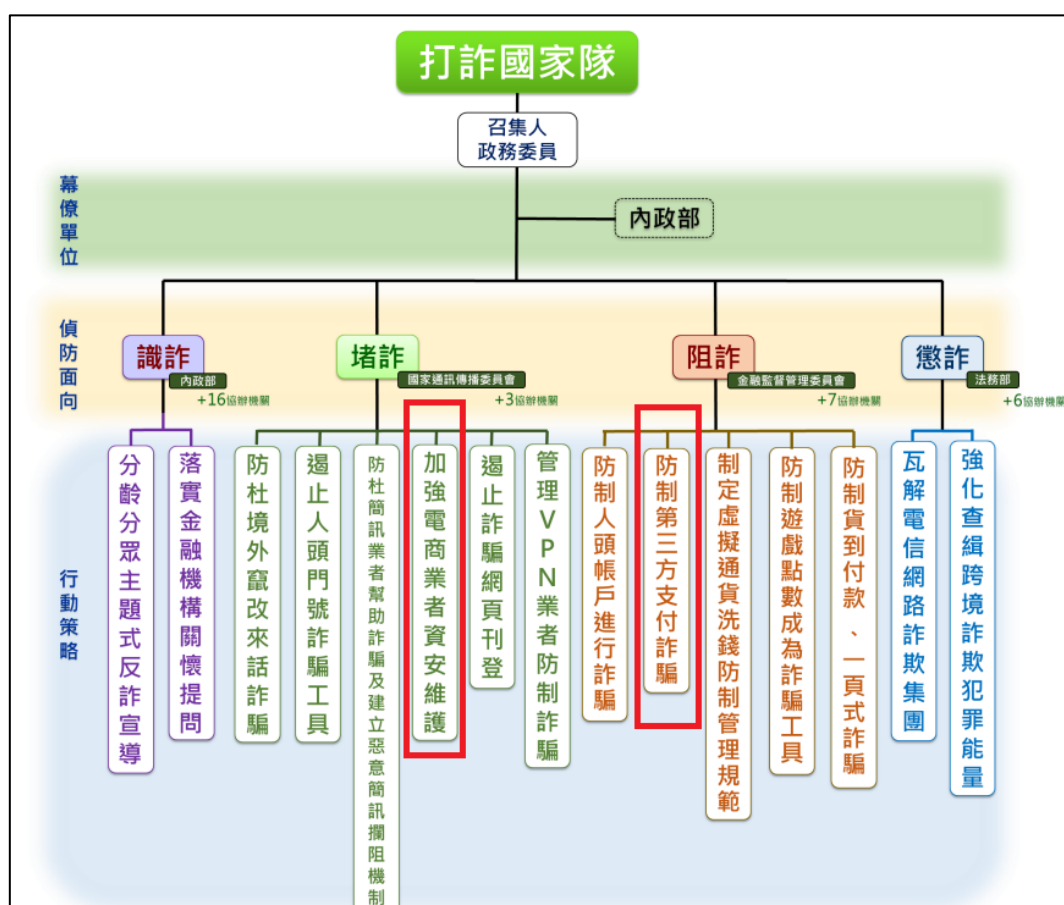 打詐國家隊
召集人
政務委員
幕僚單位
內政部
偵防面向
識詐
內政部
+16協辦機關
堵詐
國家通訊傳播委員會
+3協辦機關
阻詐
金融監督管理委員會
+7協辦機關
懲詐
法務部
+6協辦機關
行動策略
分齡分眾主題式反詐宣導
落實金融機構關懷提問
防杜境外竄改來話詐騙
遏止人頭門號詐騙工具
防杜簡訊業者幫助詐騙及建立惡意簡訊攔阻機制
加強電商業者資安維護
遏止詐騙網頁刊登
管理VPN業者防制詐騙
防制人頭帳戶進行詐騙
防制第三方支付詐騙
制定虛擬通貨洗錢防制管理規範
防制遊戲點數成為詐騙工具
防制貨到付款、一頁式詐騙
瓦解電信網路詐欺集團
強化查緝跨境詐欺犯罪能量